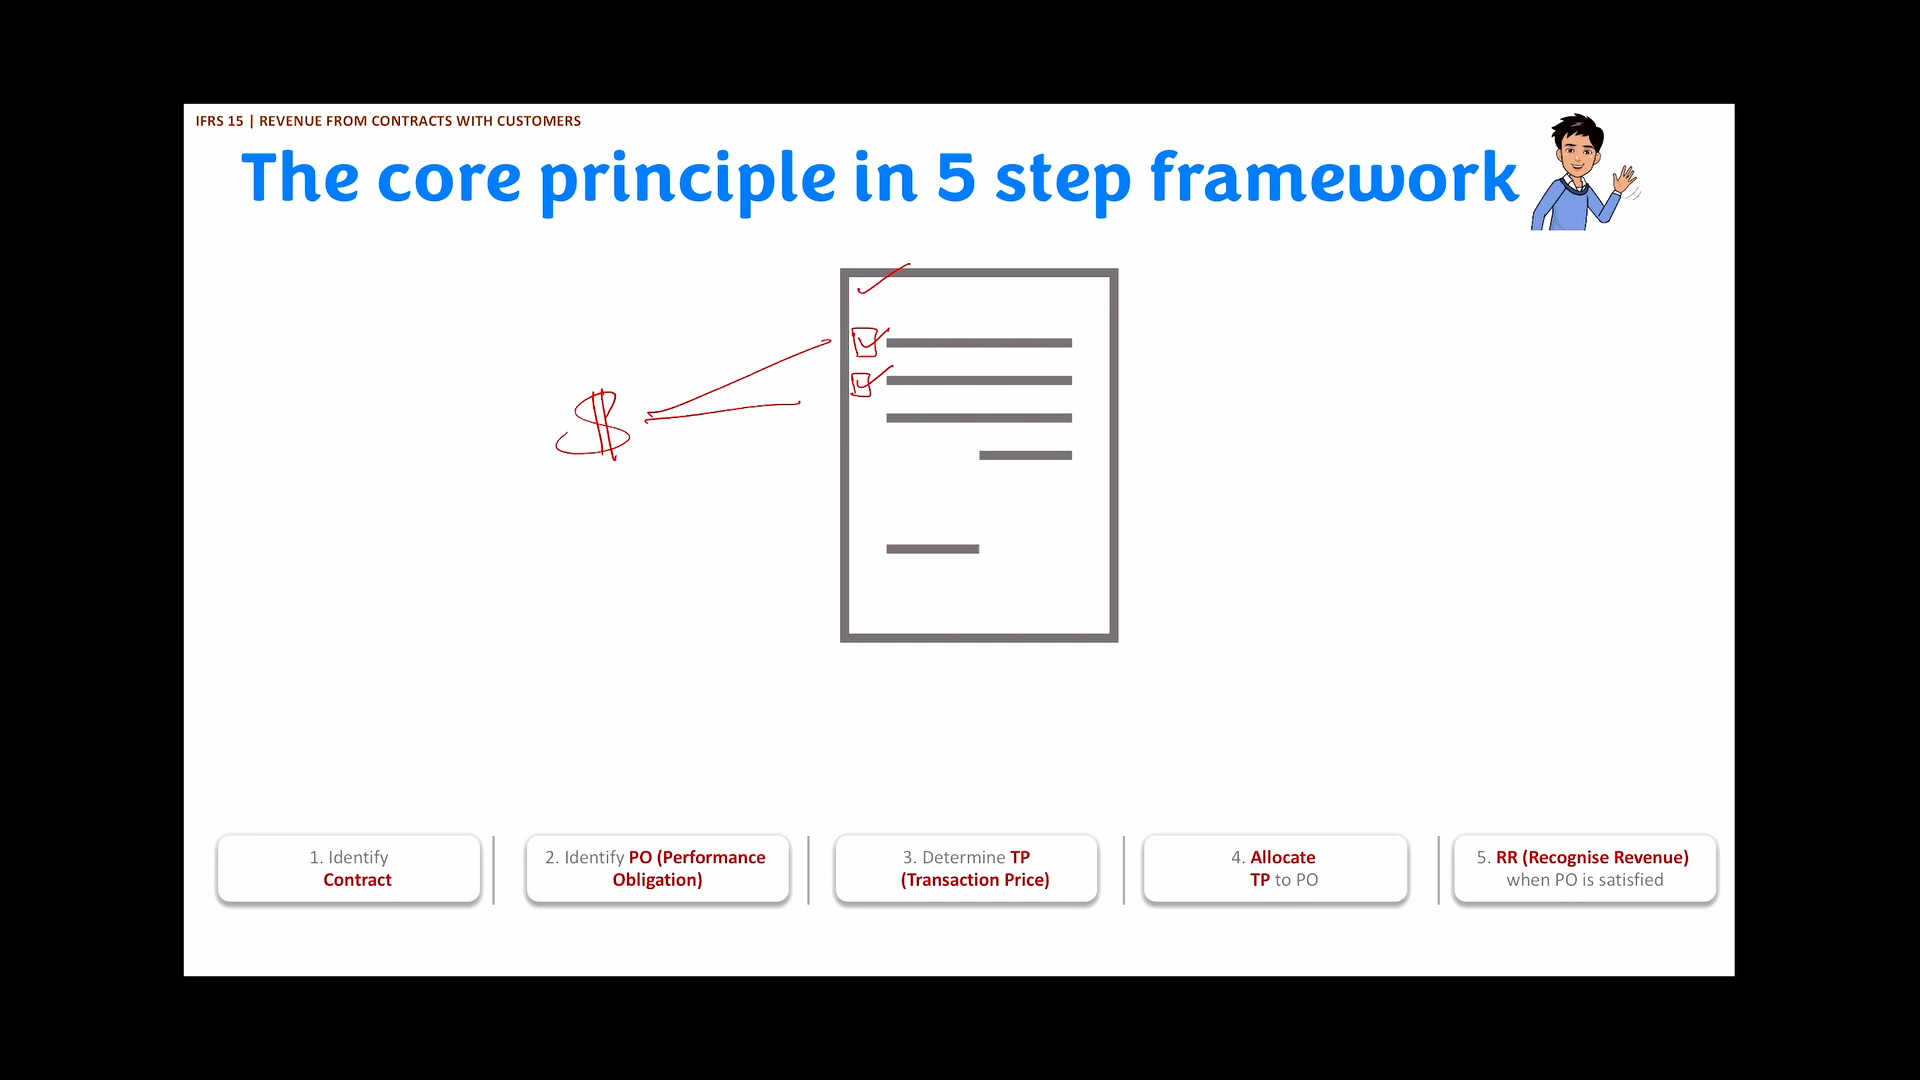 IFRS 15 | REVENUE FROM CONTRACTS WITH CUSTOMERS
The core principle in 5 step framework
$
1. Identify
Contract
2. Identify PO (Performance
Obligation)
3. Determine TP
(Transaction Price)
4. Allocate
TP to PO
5. RR (Recognise Revenue)
when PO is satisfied